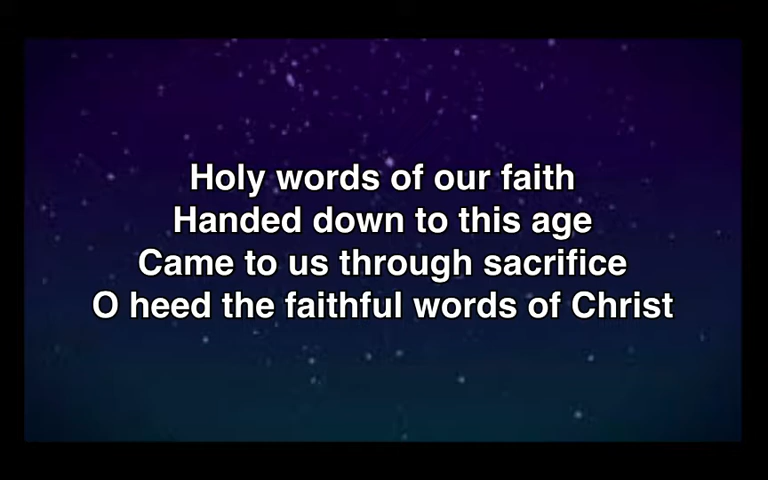 Holy words of our faith
Handed down to this age
Came to us through sacrifice
O heed the faithful words of Christ